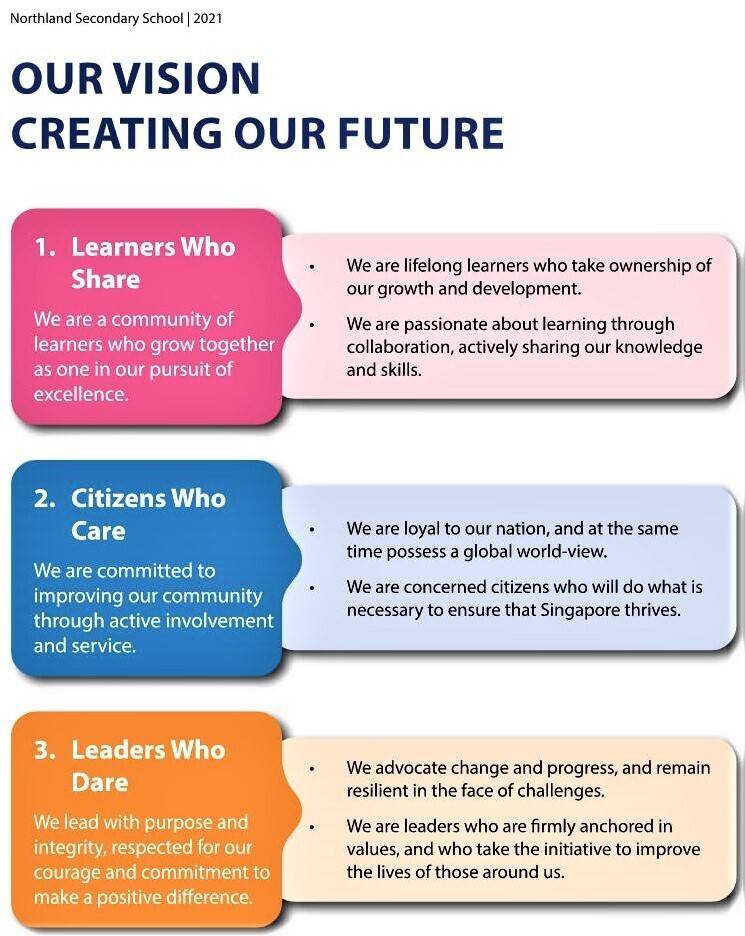 Northland Secondary School | 2021
OUR VISION
CREATING OUR FUTURE
1. Learners Who
Share
We are a community of
learners who grow together
as one in our pursuit of
excellence.
• We are lifelong learners who take ownership of
our growth and development.
• We are passionate about learning through
collaboration, actively sharing our knowledge
and skills.
2. Citizens Who
Care
We are committed to
improving our community
through active involvement
and service.
• We are loyal to our nation, and at the same
time possess a global world-view.
• We are concerned citizens who will do what is
necessary to ensure that Singapore thrives.
3. Leaders Who
Dare
We lead with purpose and
integrity, respected for our
courage and commitment to
make a positive difference.
• We advocate change and progress, and remain
resilient in the face of challenges.
• We are leaders who are firmly anchored in
values, and who take the initiative to improve
the lives of those around us.